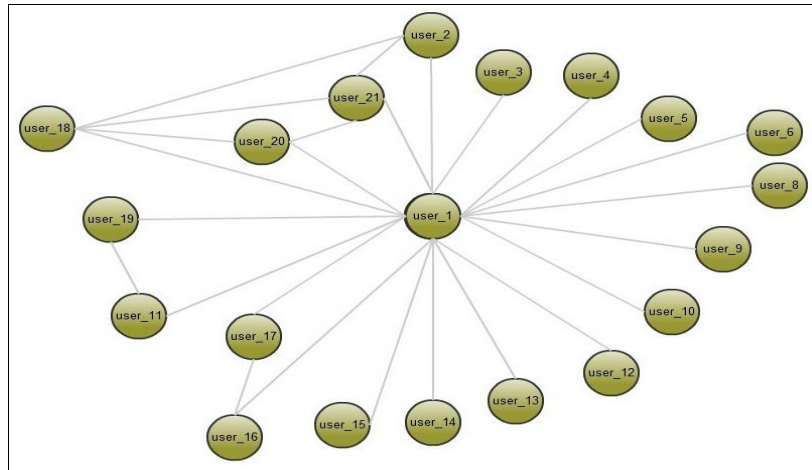 user_2
user_3
user_4
user_21
user_5
user_18
user_6
user_20
user_8
user_19
user_1
user_9
user_10
user_11
user_17
user_12
user_13
user_14
user_15
user_16